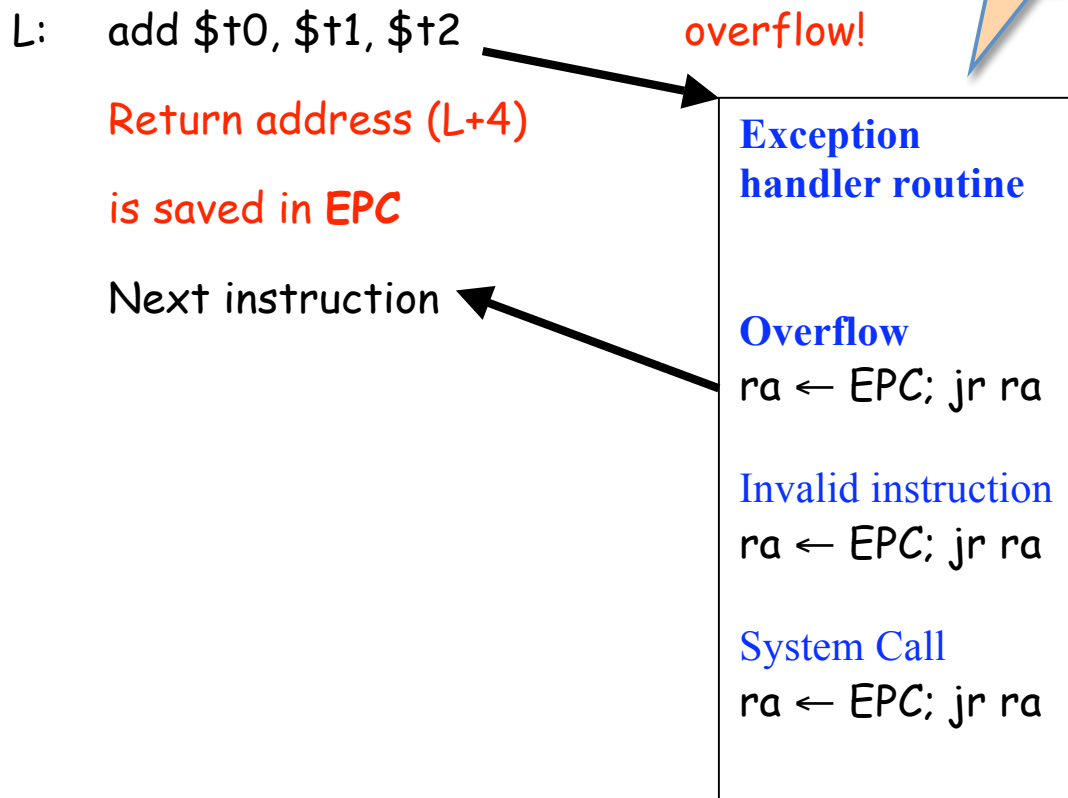 L: add $t0, $t1, $t2 overflow!
Return address (L+4)
is saved in EPC
Next instruction
Exception
handler routine
Overflow
ra ← EPC; jr ra
Invalid instruction
ra ← EPC; jr ra
System Call
ra ← EPC; jr ra